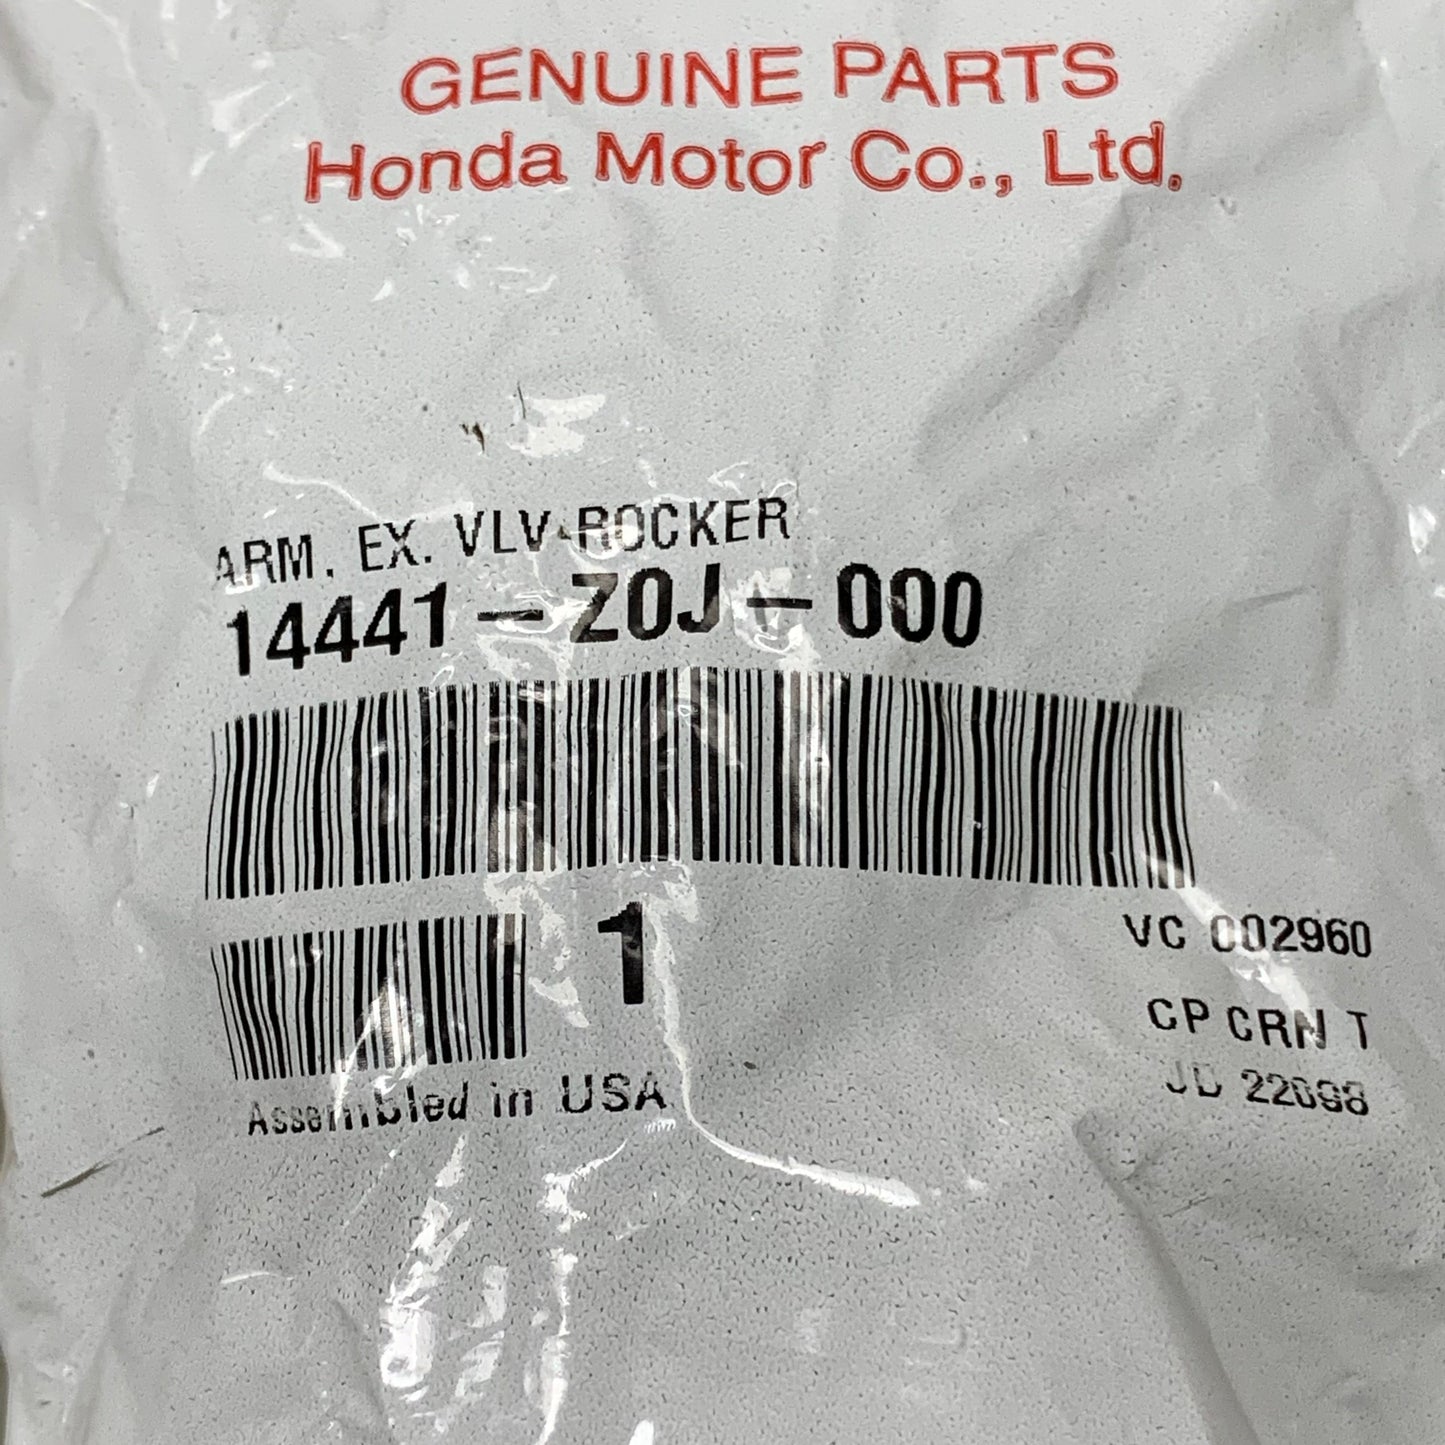 GENUINE PARTS
Honda Motor Co., Ltd.
ARM, EX. VLV ROCKER
14441-Z0J-000
1
VC 002960
CP CRN T
JD 22098
Assembled in USA